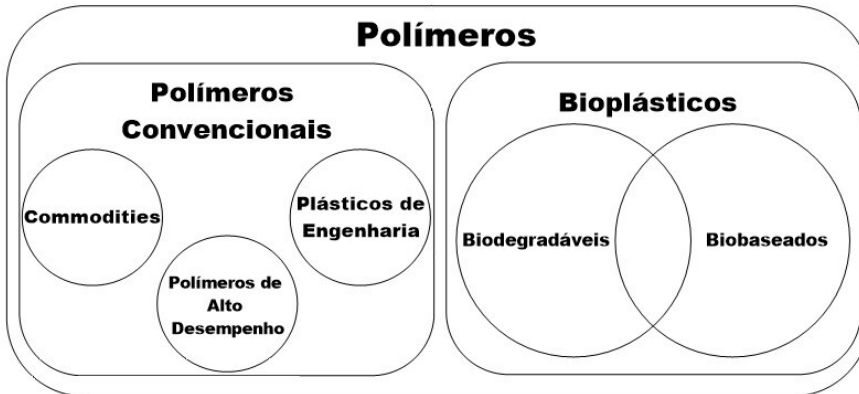 Polímeros
Polímeros
Convencionais
Commodities
Plásticos de
Engenharia
Polímeros de
Alto
Desempenho
Bioplásticos
Biodegradáveis
Biobaseados